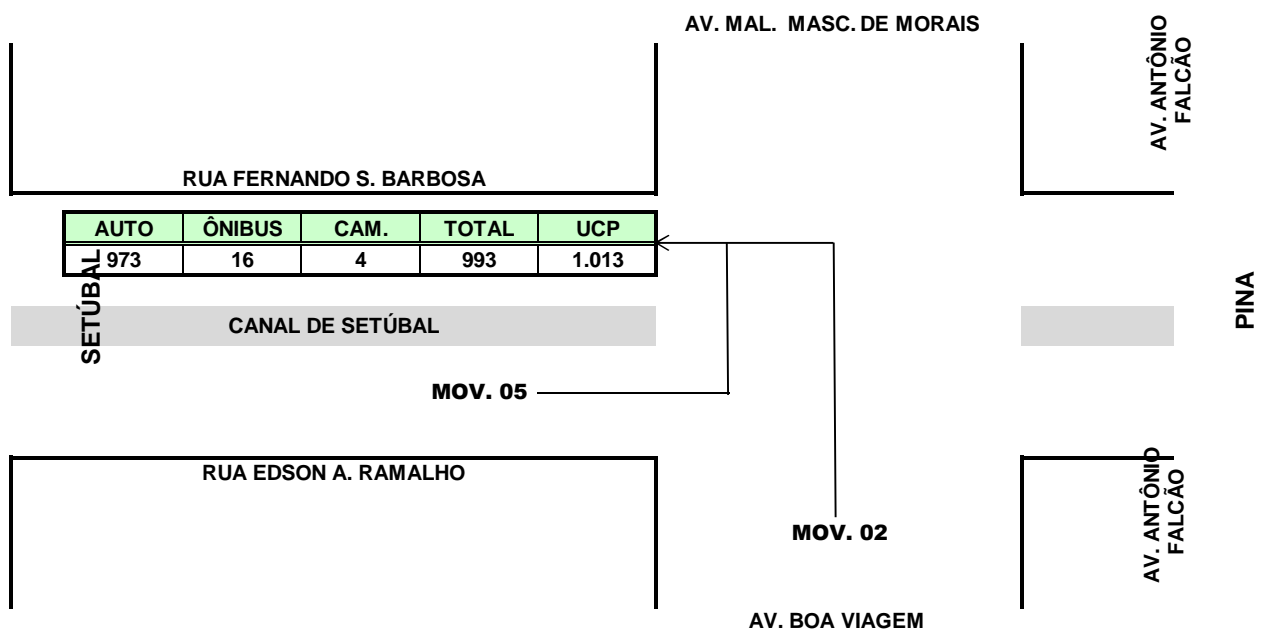 AV. MAL. MASC. DE MORAIS
AV. ANTÔNIO
FALCÃO
RUA FERNANDO S. BARBOSA
AUTO ÔNIBUS CAM. TOTAL UCP
973 16 4 993 1.013
SETÚBAL
CANAL DE SETÚBAL
PINA
MOV. 05
RUA EDSON A. RAMALHO
AV. ANTÔNIO
FALCÃO
MOV. 02
AV. BOA VIAGEM